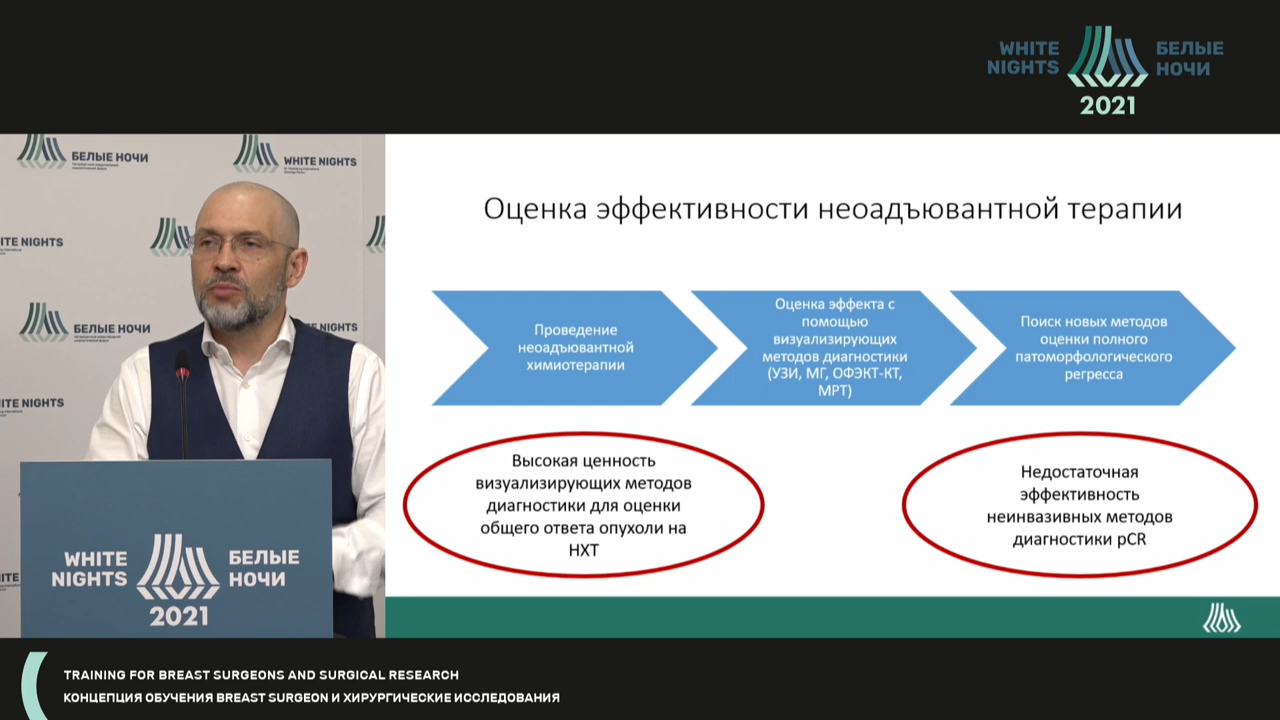 WHITE
NIGHTS
БЕЛЫЕ
НОЧИ
2021
БЕЛЫЕ НОЧИ
WHITE NIGHTS
ITE NIGHTS
БЕЛЫЕ НОЧИ
NIGHTS
ITE NIGHTS
ITE
WHITE
NIGHTS
БЕЛЫЕ
НОЧИ
2021
Оценка эффективности неоадъювантной терапии
Проведение
неоадъювантной
химиотерапии
Оценка эффекта с
помощью
визуализирующих
методов диагностики
(УЗИ, МГ, ОФЭКТ-КТ,
МРТ)
Поиск новых методов
оценки полного
патоморфологического
регресса
Высокая ценность
визуализирующих методов
диагностики для оценки
общего ответа опухоли на
НХТ
Недостаточная
эффективность
неинвазивных методов
диагностики pCR
TRAINING FOR BREAST SURGEONS AND SURGICAL RESEARCH
КОНЦЕПЦИЯ ОБУЧЕНИЯ BREAST SURGEON И ХИРУРГИЧЕСКИЕ ИССЛЕДОВАНИЯ